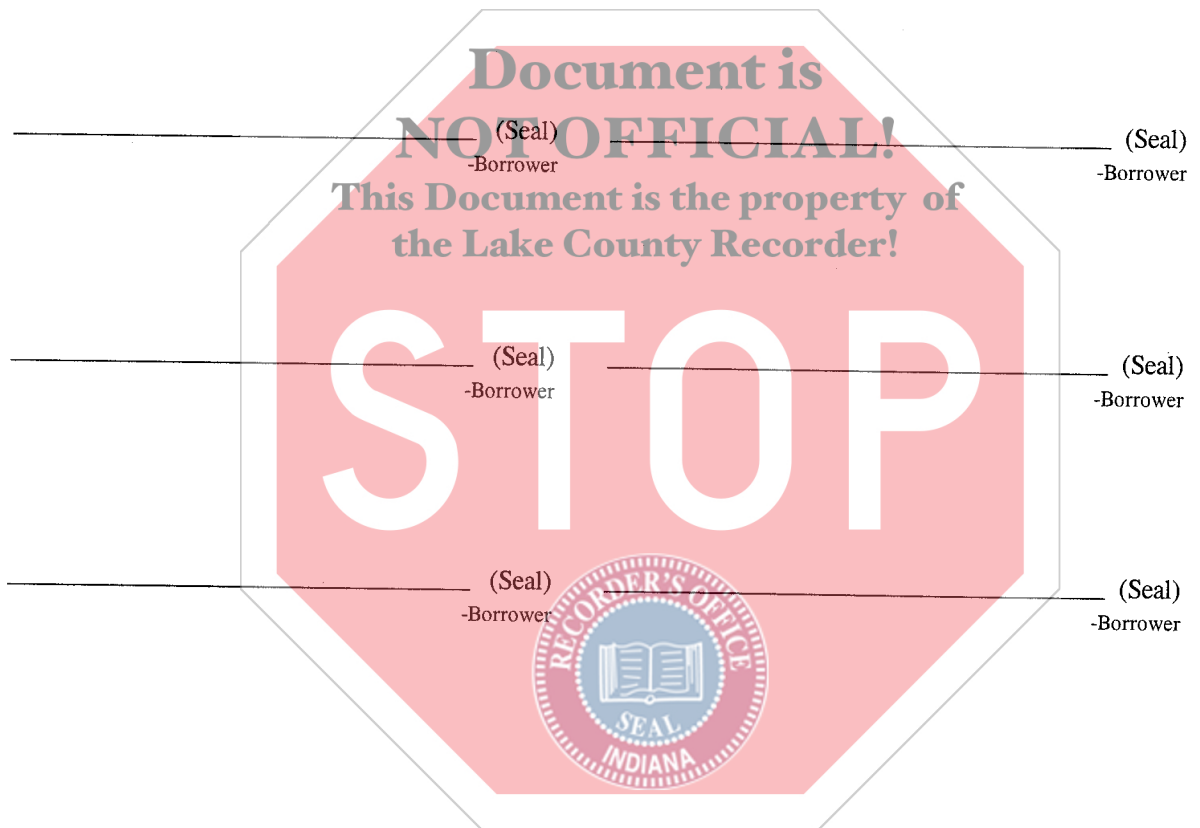 Document is
NOT OFFICIAL!
(Seal) (Seal)
-Borrower -Borrower
This Document is the property of
the Lake County Recorder!
STOP
(Seal) (Seal)
-Borrower -Borrower
(Seal) (Seal)
-Borrower -Borrower
RECORDER'S OFFICE
SEAL
INDIANA